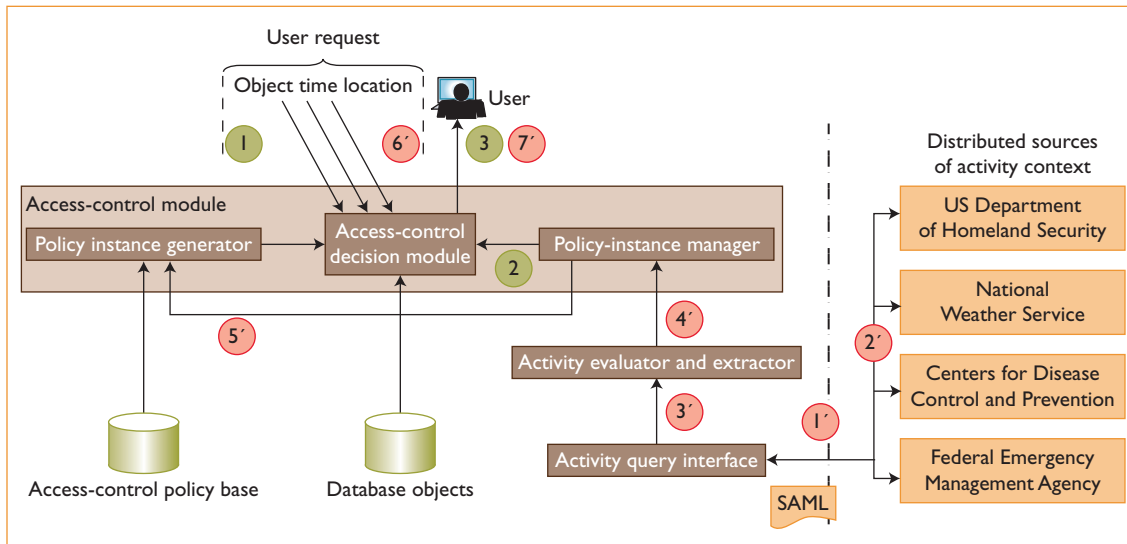 User request
Object time location
User
1
6´
3
7´
Distributed sources
of activity context
Access-control module
Policy instance generator
Access-control
decision module
Policy-instance manager
2
US Department
of Homeland Security
National
Weather Service
5´
4´
2´
Activity evaluator and extractor
Centers for Disease
Control and Prevention
3´
1´
Activity query interface
Federal Emergency
Management Agency
Access-control policy base
Database objects
SAML